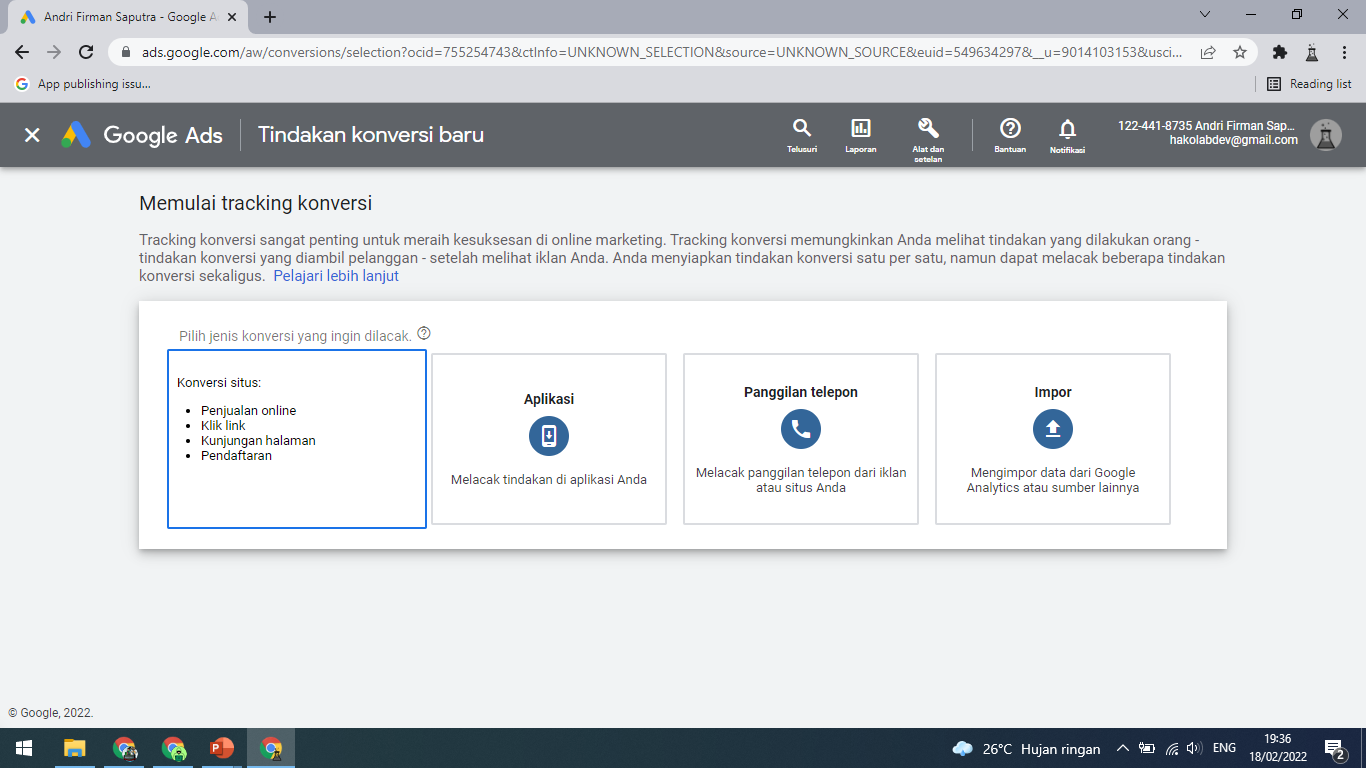 Andri Firman Saputra - Google A
ads.google.com/aw/conversions/selection?ocid=755254743&ctInfo=UNKNOWN_SELECTION&source=UNKNOWN_SOURCE&euid=549634297&__u=9014103153&usci...
App publishing issu...
Reading list
Google Ads
Tindakan konversi baru
Telusuri
Laporan
Alat dan
setelan
Bantuan
Notifikasi
122-441-8735 Andri Firman Sap...
hakolabdev@gmail.com
Memulai tracking konversi
Tracking konversi sangat penting untuk meraih kesuksesan di online marketing. Tracking konversi memungkinkan Anda melihat tindakan yang dilakukan orang -
tindakan konversi yang diambil pelanggan - setelah melihat iklan Anda. Anda menyiapkan tindakan konversi satu per satu, namun dapat melacak beberapa tindakan
konversi sekaligus. Pelajari lebih lanjut
Pilih jenis konversi yang ingin dilacak.
Konversi situs:
• Penjualan online
• Klik link
• Kunjungan halaman
• Pendaftaran
Aplikasi
Melacak tindakan di aplikasi Anda
Panggilan telepon
Melacak panggilan telepon dari iklan
atau situs Anda
Impor
Mengimpor data dari Google
Analytics atau sumber lainnya
© Google, 2022.
26°C Hujan ringan
ENG
19:36
18/02/2022
2